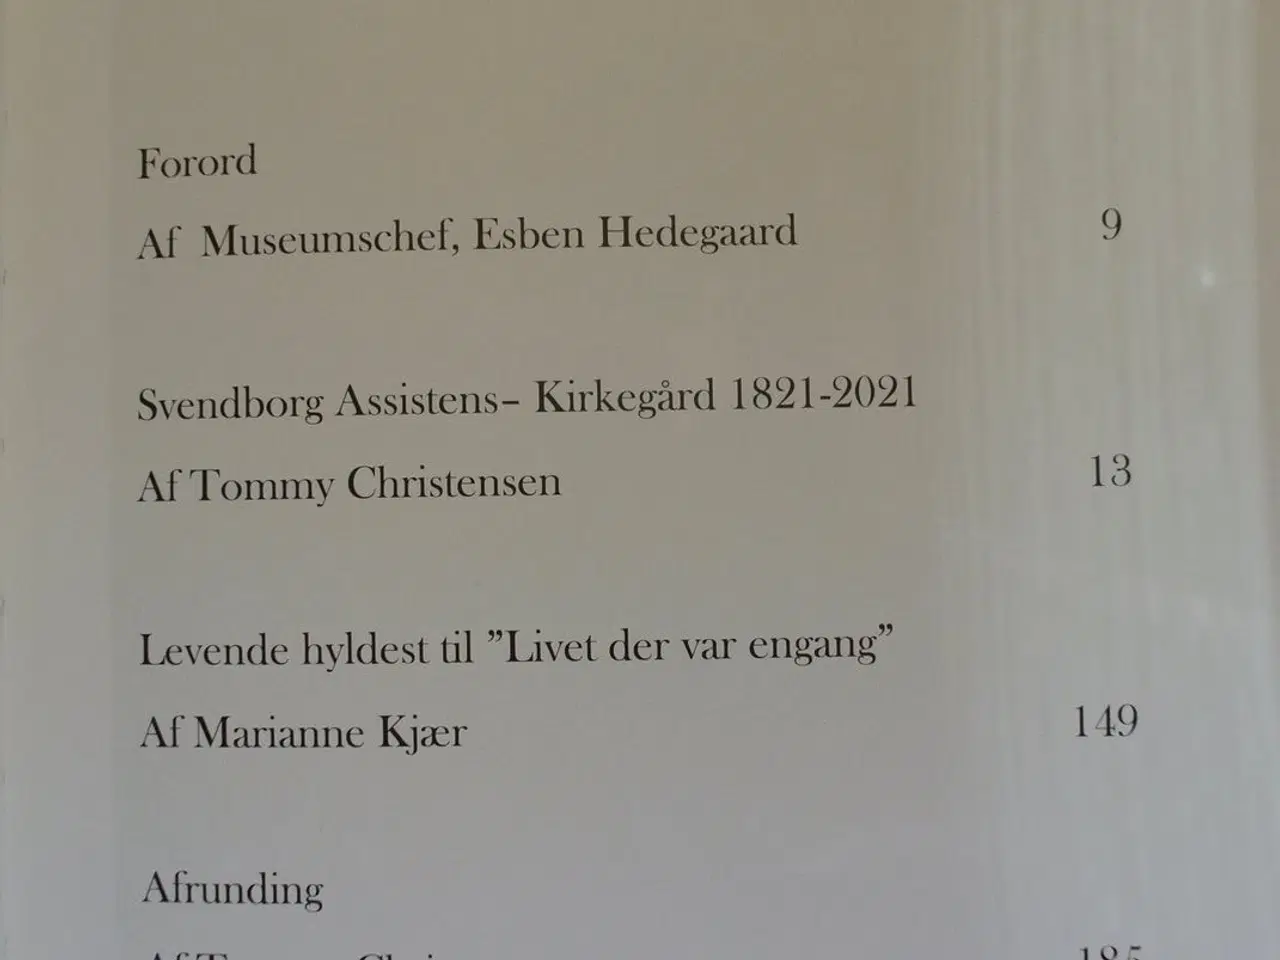 Forord
Af Museumschef, Esben Hedegaard 9
Svendborg Assistens– Kirkegård 1821-2021
Af Tommy Christensen 13
Levende hyldest til ”Livet der var engang”
Af Marianne Kjær 149
Afrunding